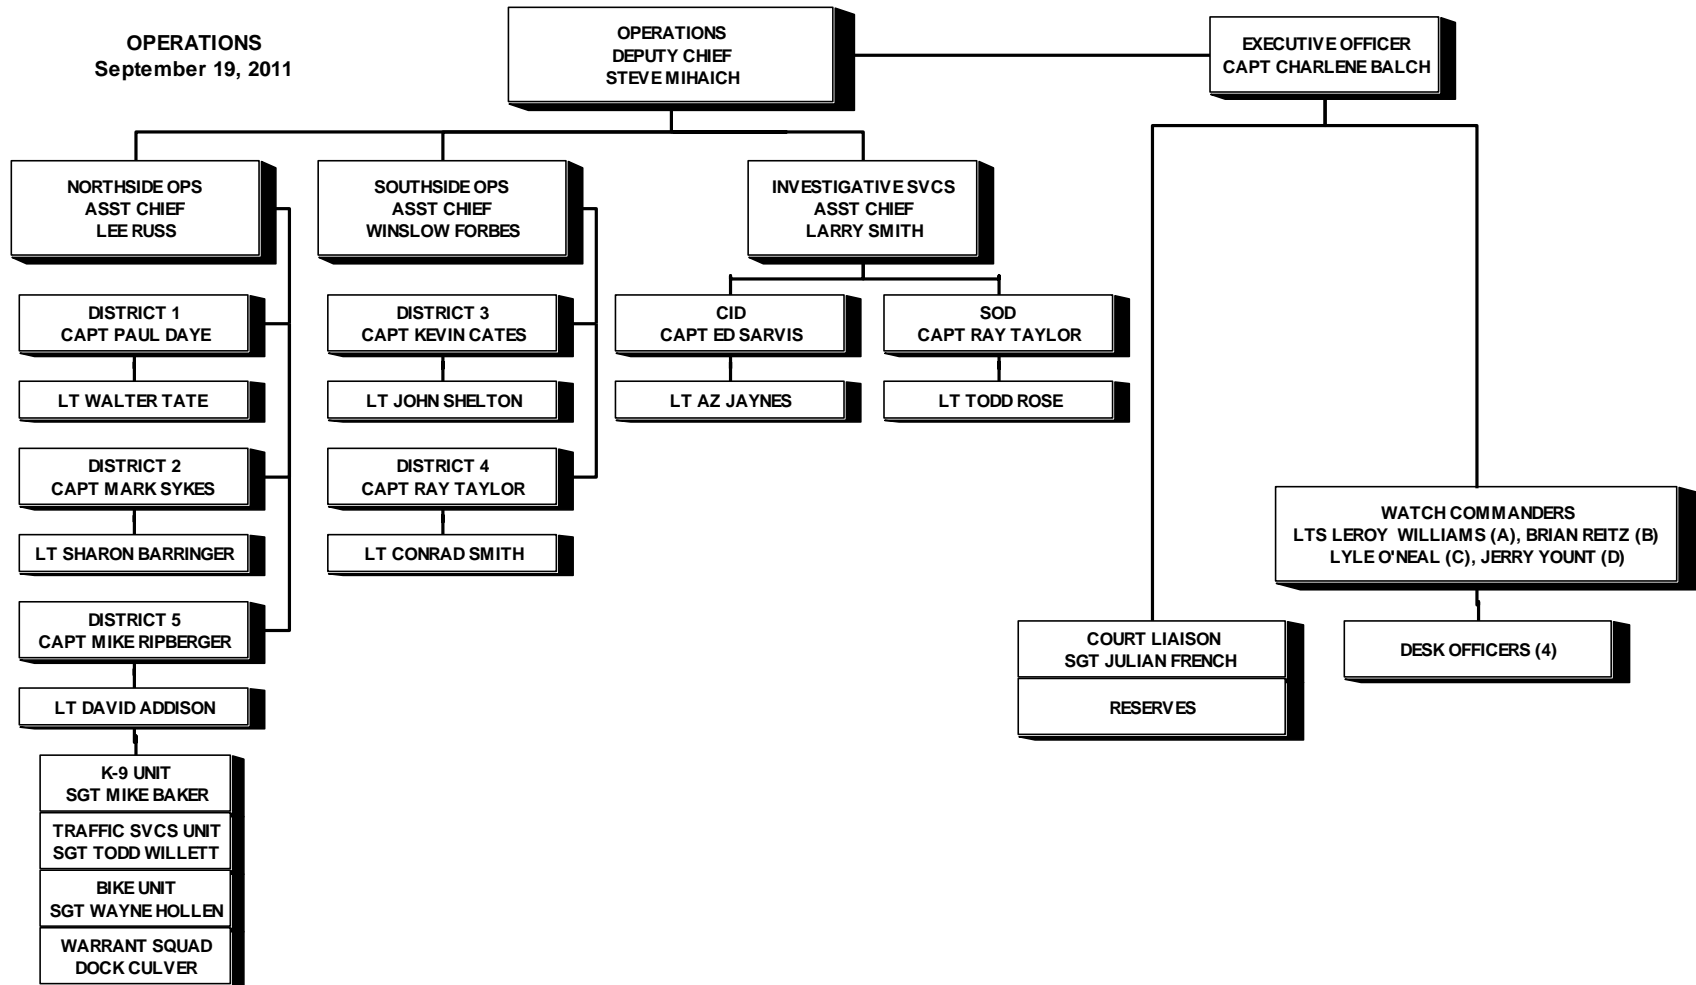 OPERATIONS
September 19, 2011
OPERATIONS
DEPUTY CHIEF
STEVE MIHAICH
EXECUTIVE OFFICER
CAPT CHARLENE BALCH
NORTHSIDE OPS
ASST CHIEF
LEE RUSS
SOUTHSIDE OPS
ASST CHIEF
WINSLOW FORBES
INVESTIGATIVE SVCS
ASST CHIEF
LARRY SMITH
DISTRICT 1
CAPT PAUL DAYE
LT WALTER TATE
DISTRICT 2
CAPT MARK SYKES
LT SHARON BARRINGER
DISTRICT 5
CAPT MIKE RIPBERGER
LT DAVID ADDISON
K-9 UNIT
SGT MIKE BAKER
TRAFFIC SVCS UNIT
SGT TODD WILLETT
BIKE UNIT
SGT WAYNE HOLLEN
WARRANT SQUAD
DOCK CULVER
DISTRICT 3
CAPT KEVIN CATES
LT JOHN SHELTON
DISTRICT 4
CAPT RAY TAYLOR
LT CONRAD SMITH
CID
CAPT ED SARVIS
LT AZ JAYNES
SOD
CAPT RAY TAYLOR
LT TODD ROSE
COURT LIAISON
SGT JULIAN FRENCH
RESERVES
WATCH COMMANDERS
LTS LEROY WILLIAMS (A), BRIAN REITZ (B)
LYLE O'NEAL (C), JERRY YOUNT (D)
DESK OFFICERS (4)